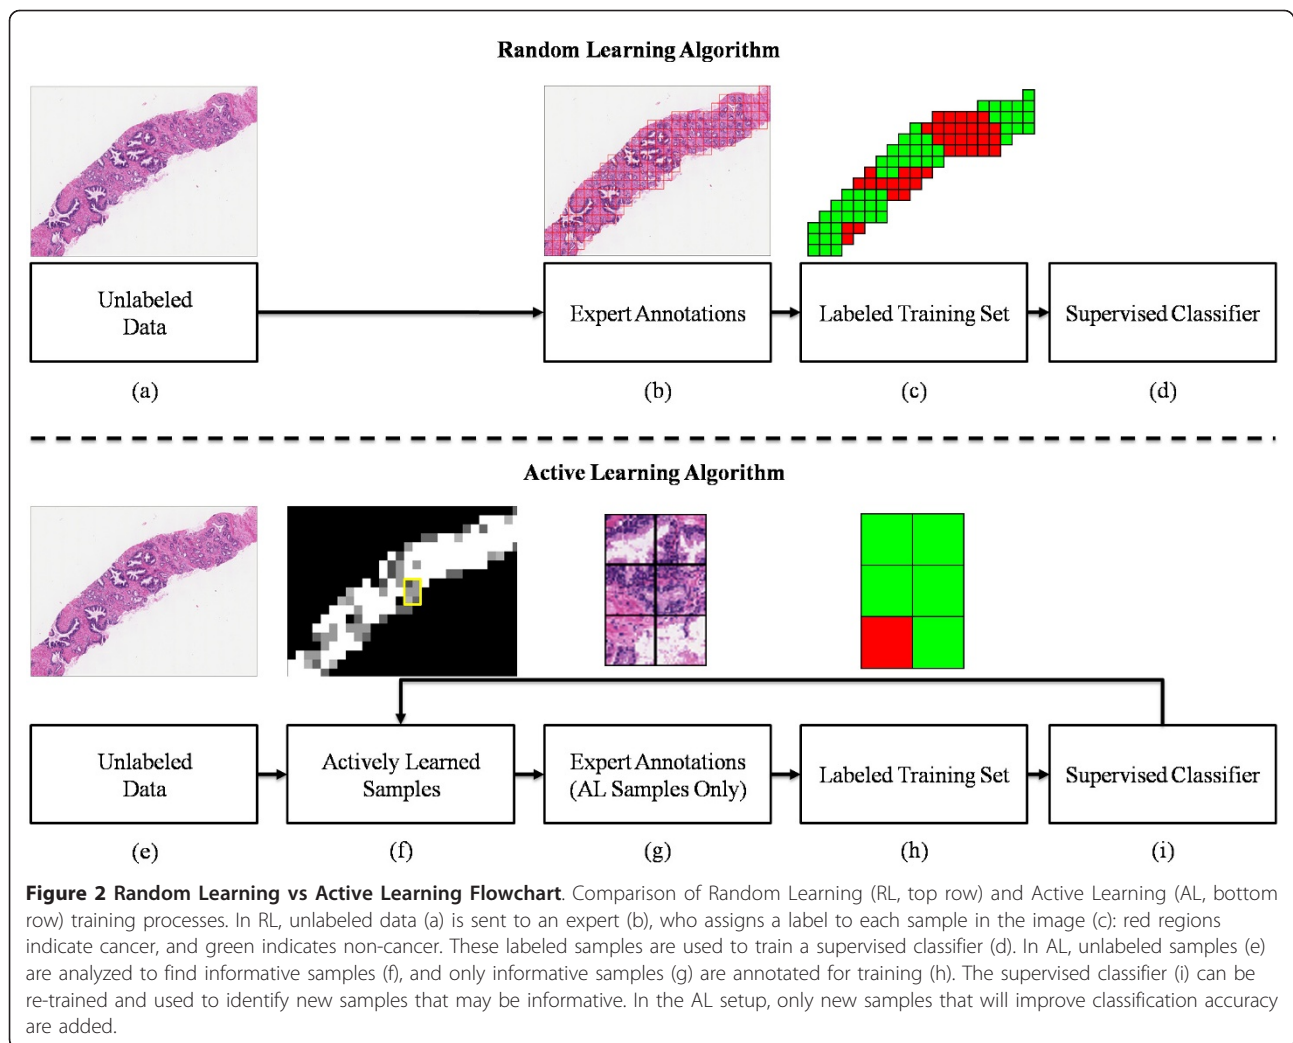 Random Learning Algorithm
Unlabeled
Data
Expert Annotations
Labeled Training Set
Supervised Classifier
(a)
(b)
(c)
(d)
Active Learning Algorithm
Unlabeled
Data
Actively Learned
Samples
Expert Annotations
(AL Samples Only)
Labeled Training Set
Supervised Classifier
(e)
(f)
(g)
(h)
(i)
Figure 2 Random Learning vs Active Learning Flowchart. Comparison of Random Learning (RL, top row) and Active Learning (AL, bottom
row) training processes. In RL, unlabeled data (a) is sent to an expert (b), who assigns a label to each sample in the image (c): red regions
indicate cancer, and green indicates non-cancer. These labeled samples are used to train a supervised classifier (d). In AL, unlabeled samples (e)
are analyzed to find informative samples (f), and only informative samples (g) are annotated for training (h). The supervised classifier (i) can be
re-trained and used to identify new samples that may be informative. In the AL setup, only new samples that will improve classification accuracy
are added.